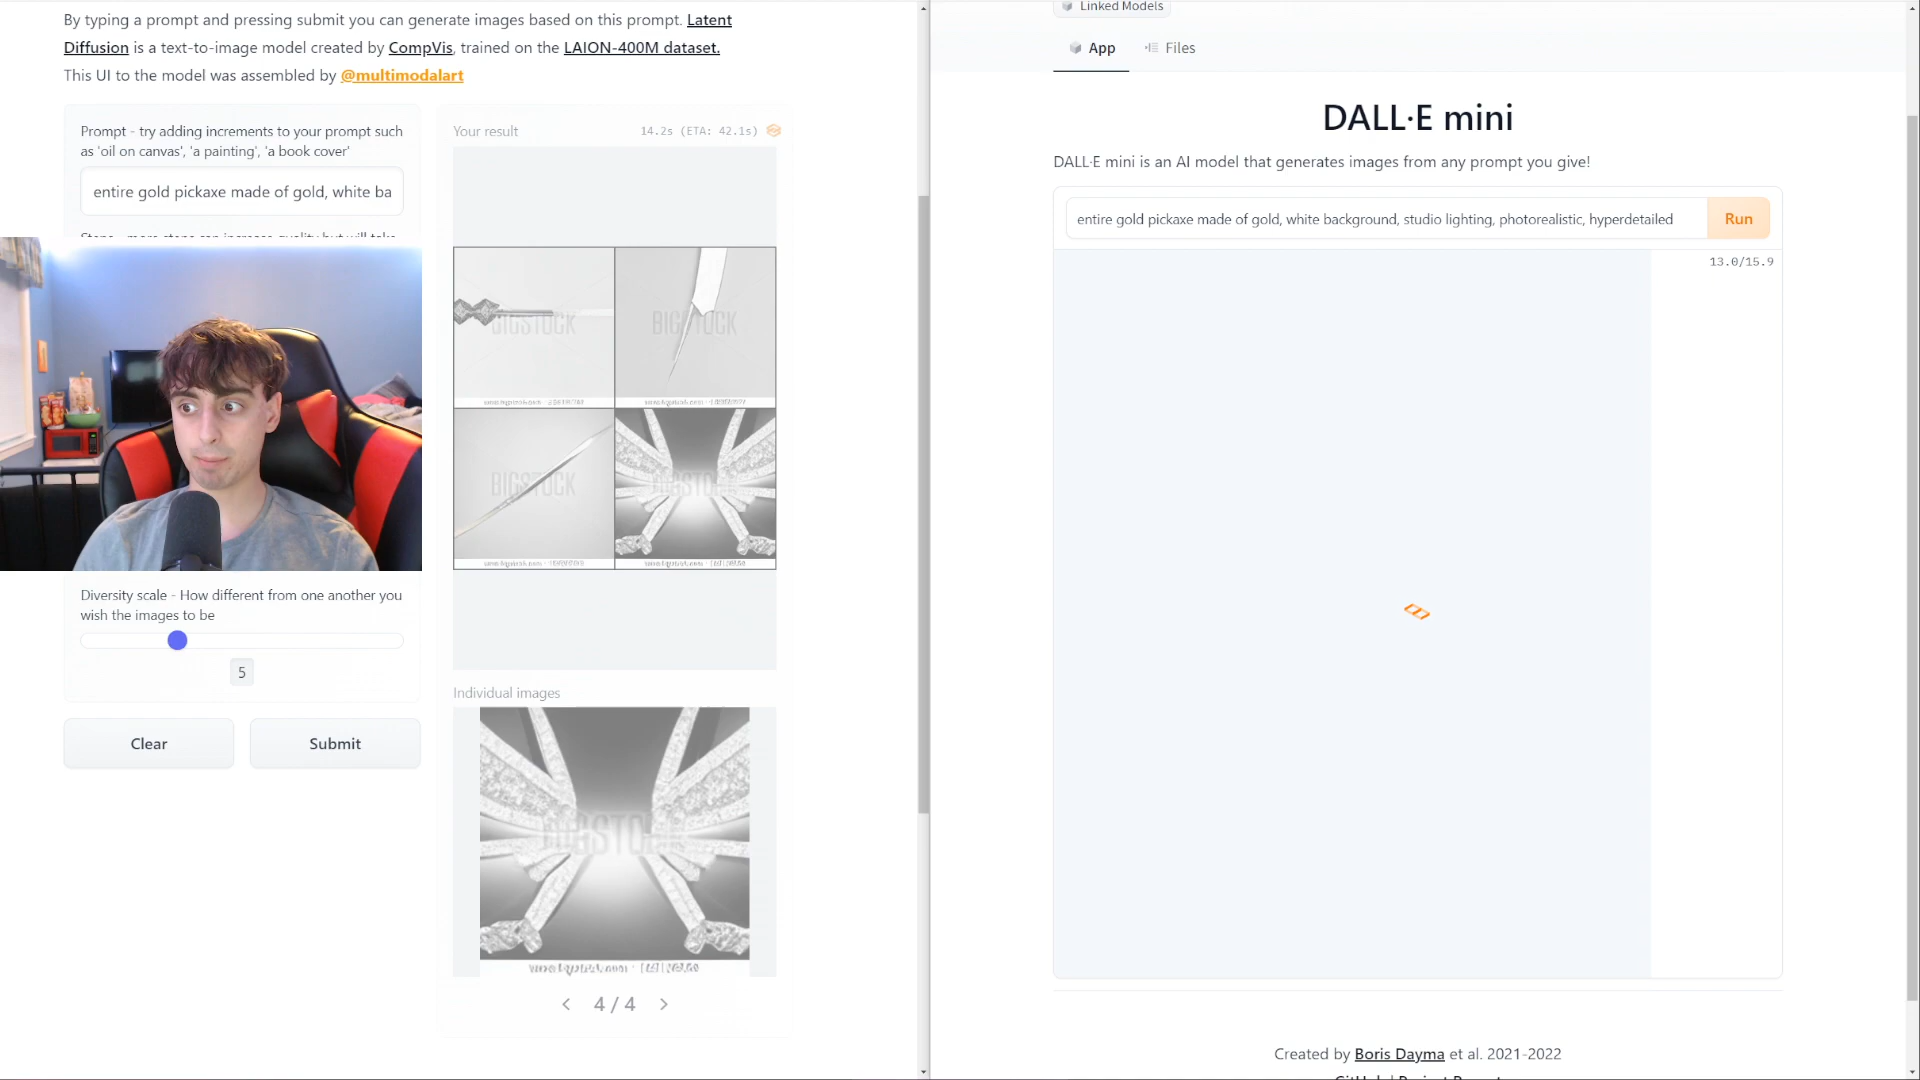 By typing a prompt and pressing submit you can generate images based on this prompt. Latent
Diffusion is a text-to-image model created by CompVis, trained on the LAION-400M dataset.
This UI to the model was assembled by @multimodalart
Prompt - try adding increments to your prompt such
as 'oil on canvas', 'a painting', 'a book cover'
entire gold pickaxe made of gold, white ba
Diversity scale - How different from one another you
wish the images to be
5
Clear
Submit
Your result
14.2s (ETA: 42.1s)
BIGSTOCK
BIGSTOCK
BIGSTOCK
BIGSTOCK
Individual images
4 / 4
Linked Models
App
Files
DALL·E mini
DALL·E mini is an AI model that generates images from any prompt you give!
entire gold pickaxe made of gold, white background, studio lighting, photorealistic, hyperdetailed
Run
13.0/15.9
Created by Boris Dayma et al. 2021-2022